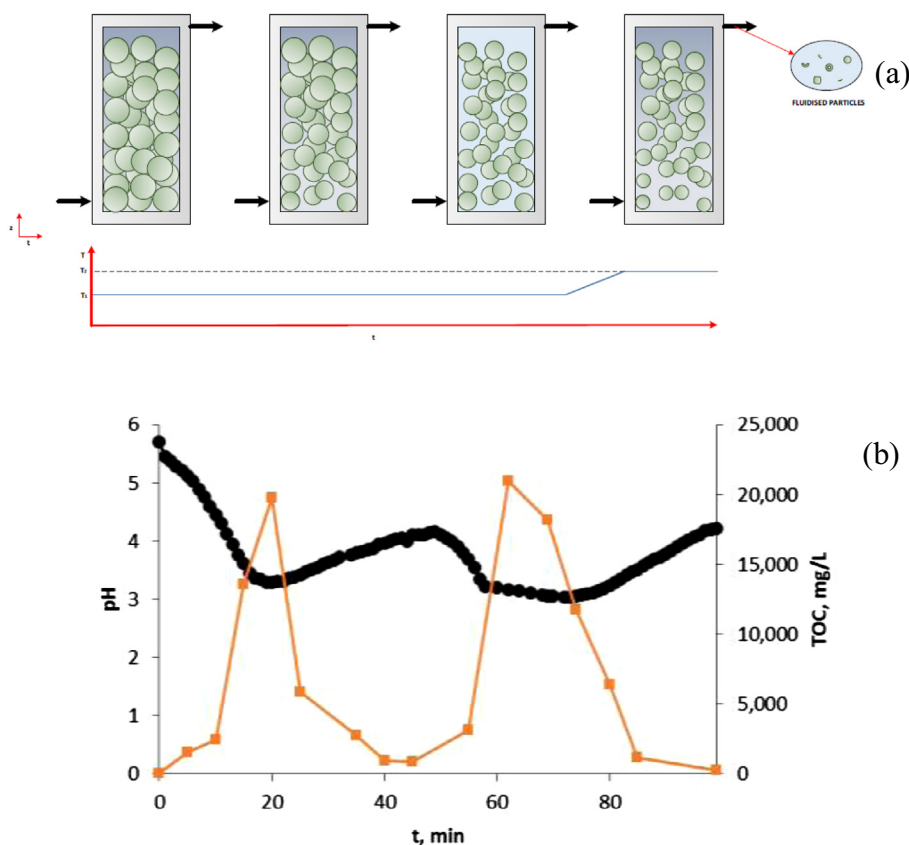 (a)
FLUIDISED PARTICLES
z
t
T
T₂
T₁
t
(b)
6
5
4
3
2
1
0
pH
25,000
20,000
15,000
10,000
5,000
0
TOC, mg/L
0 20 40 60 80
t, min